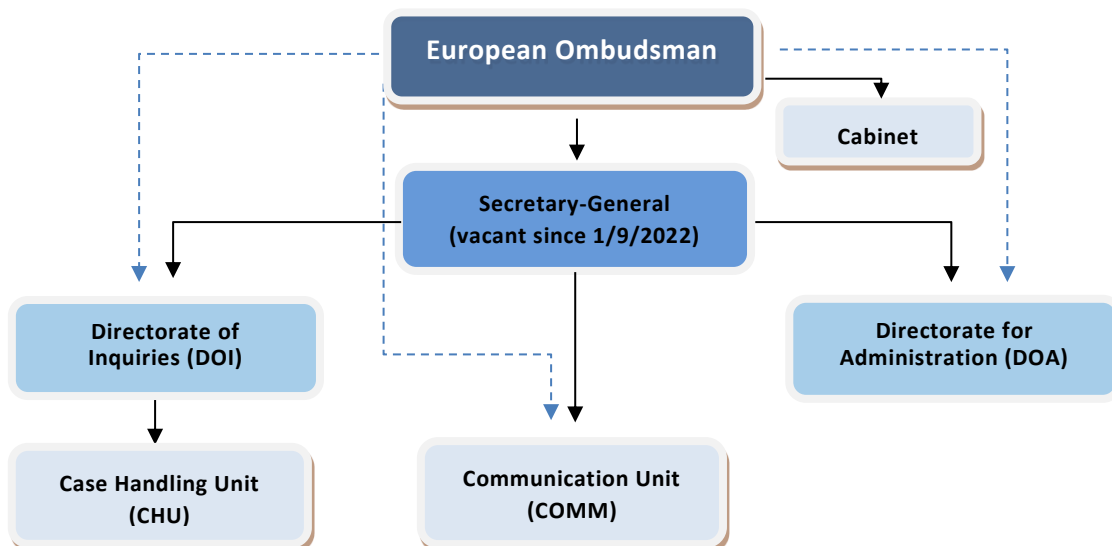 European Ombudsman
Cabinet
Secretary-General
(vacant since 1/9/2022)
Directorate of
Inquiries (DOI)
Directorate for
Administration (DOA)
Case Handling Unit
(CHU)
Communication Unit
(COMM)